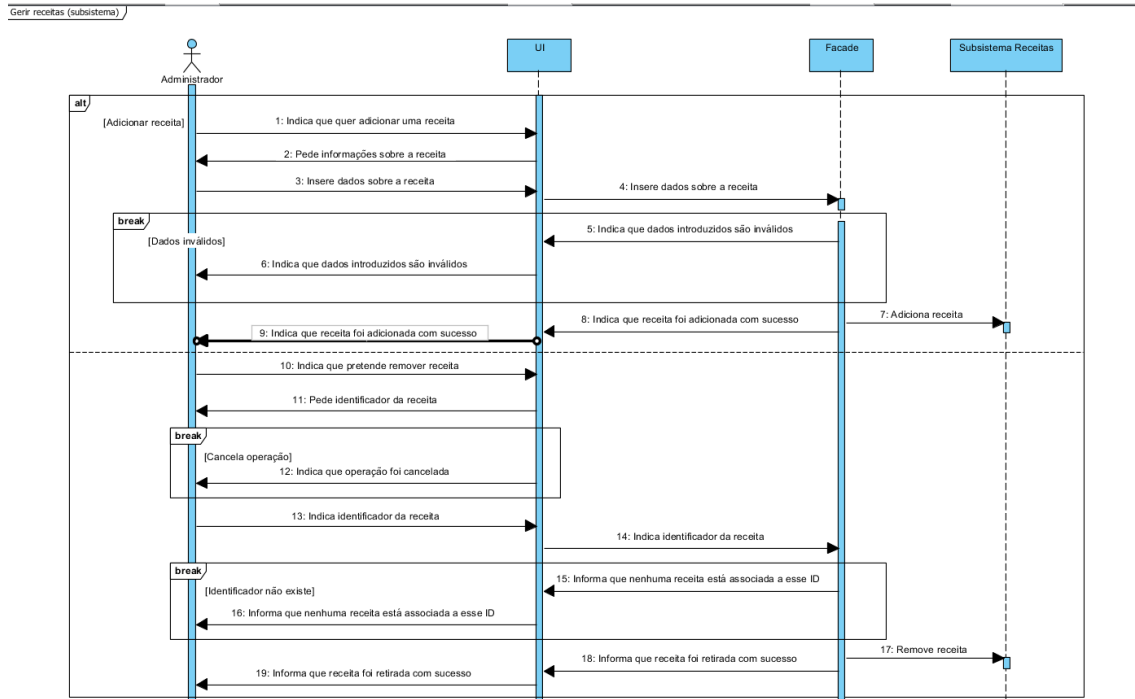 Gerir receitas (subsistema)
UI
Facade
Subsistema Receitas
Administrador
alt
[Adicionar receita]
1: Indica que quer adicionar uma receita
2: Pede informações sobre a receita
3: Insere dados sobre a receita
4: Insere dados sobre a receita
break
[Dados inválidos]
5: Indica que dados introduzidos são inválidos
6: Indica que dados introduzidos são inválidos
7: Adiciona receita
8: Indica que receita foi adicionada com sucesso
9: Indica que receita foi adicionada com sucesso
10: Indica que pretende remover receita
11: Pede identificador da receita
break
[Cancela operação]
12: Indica que operação foi cancelada
13: Indica identificador da receita
14: Indica identificador da receita
break
[Identificador não existe]
15: Informa que nenhuma receita está associada a esse ID
16: Informa que nenhuma receita está associada a esse ID
17: Remove receita
18: Informa que receita foi retirada com sucesso
19: Informa que receita foi retirada com sucesso